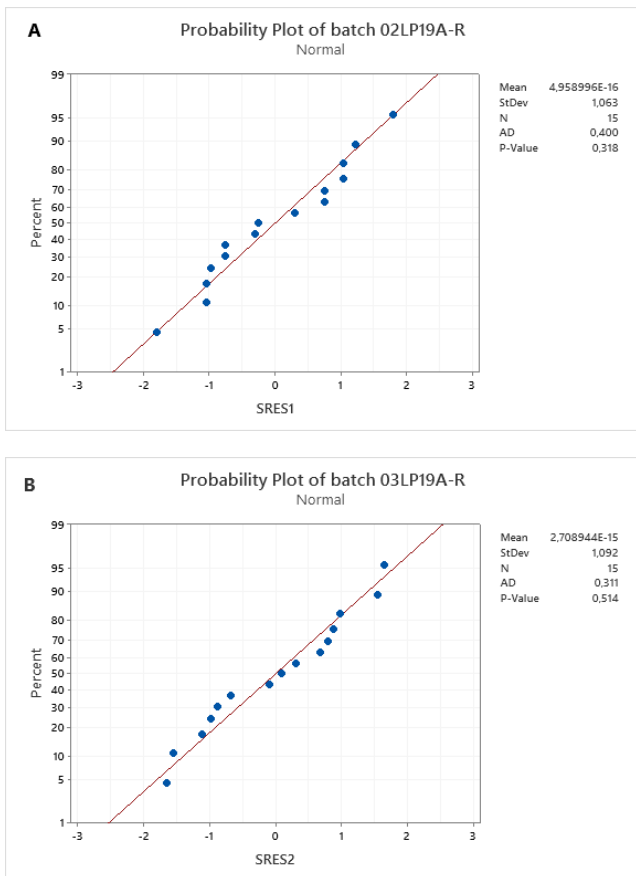 A
Probability Plot of batch 02LP19A-R
Normal
Mean 4,958996E-16
StDev 1,063
N 15
AD 0,400
P-Value 0,318
99
95
90
80
70
60
50
40
30
20
10
5
1
Percent
-3 -2 -1 0 1 2 3
SRES1
B
Probability Plot of batch 03LP19A-R
Normal
Mean 2,708944E-15
StDev 1,092
N 15
AD 0,311
P-Value 0,514
99
95
90
80
70
60
50
40
30
20
10
5
1
Percent
-3 -2 -1 0 1 2 3
SRES2